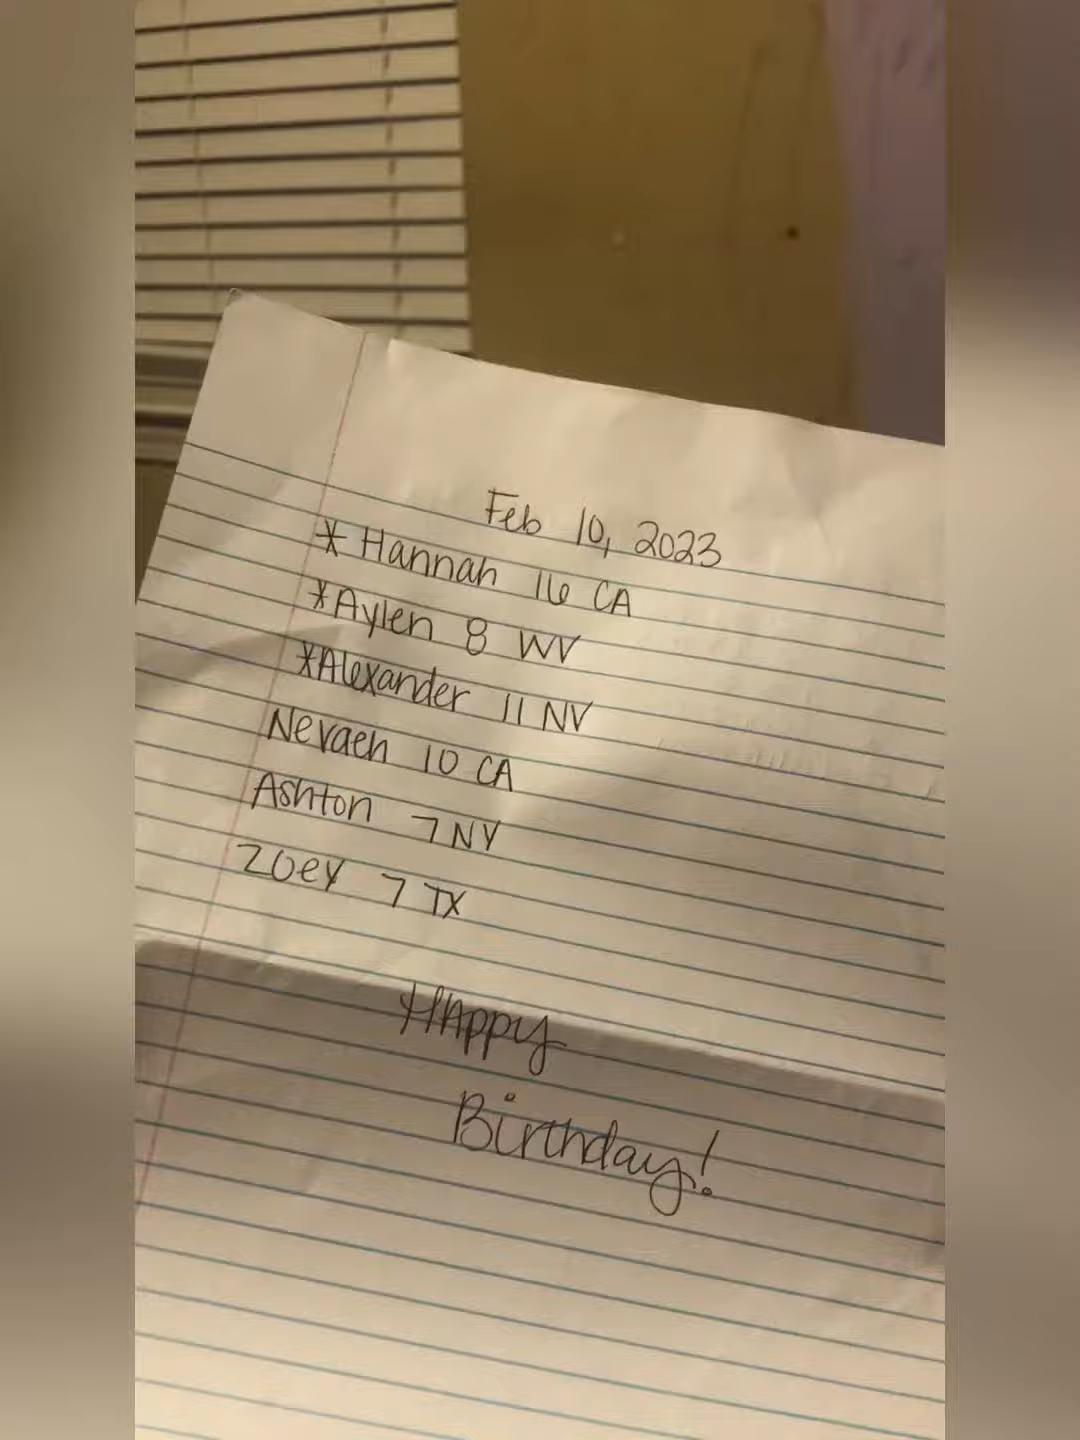 Feb 10, 2023
* Hannah 16 CA
*Aylen 8 WV
*Alexander 11 NV
Nevaeh 10 CA
Ashton 7 NY
Zoey 7 TX
HAppy
Birthday!